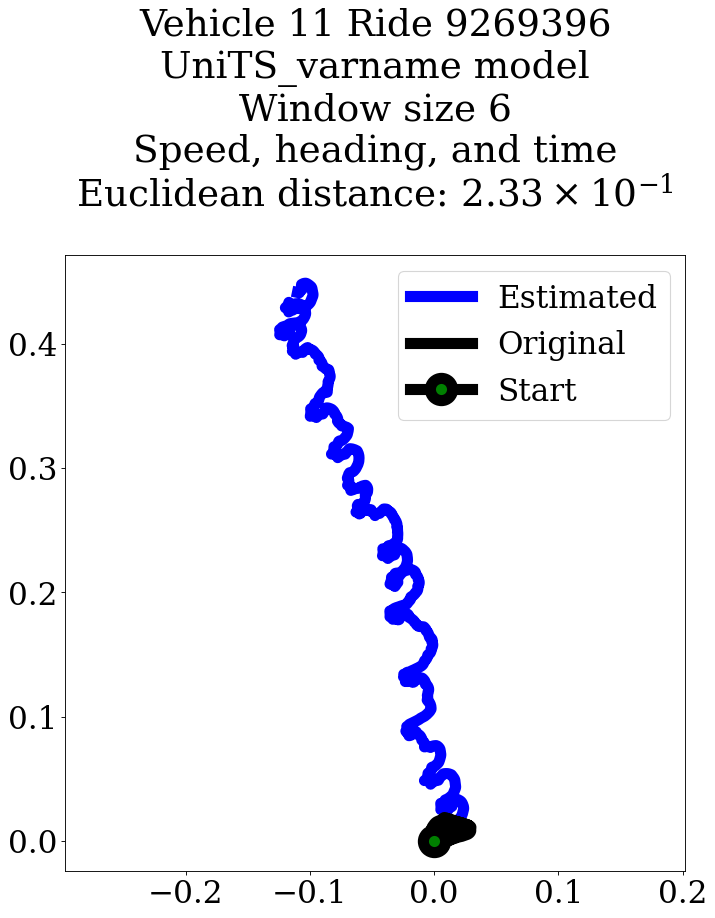 Vehicle 11 Ride 9269396
UniTS_varname model
Window size 6
Speed, heading, and time
Euclidean distance: 2.33 × 10⁻¹
Estimated
Original
Start
0.4
0.3
0.2
0.1
0.0
−0.2 −0.1 0.0 0.1 0.2